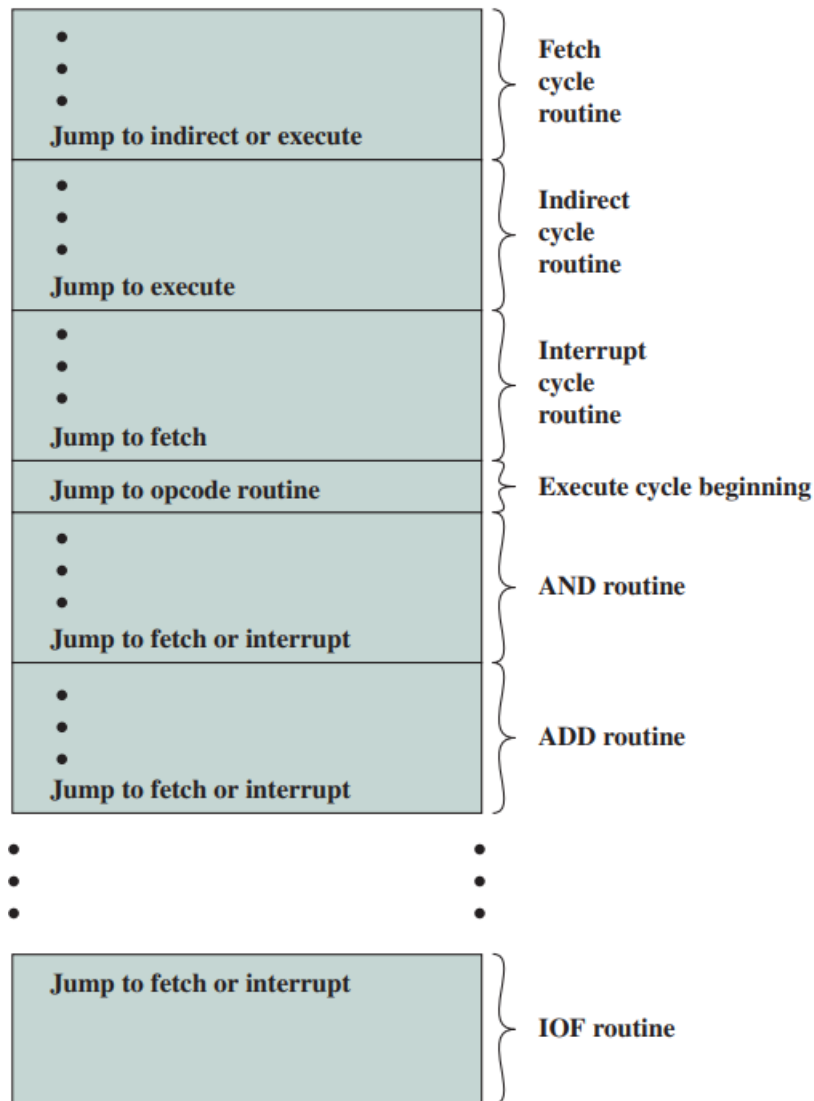 Jump to indirect or execute
Fetch
cycle
routine
Jump to execute
Indirect
cycle
routine
Jump to fetch
Interrupt
cycle
routine
Jump to opcode routine
Execute cycle beginning
Jump to fetch or interrupt
AND routine
Jump to fetch or interrupt
ADD routine
Jump to fetch or interrupt
IOF routine